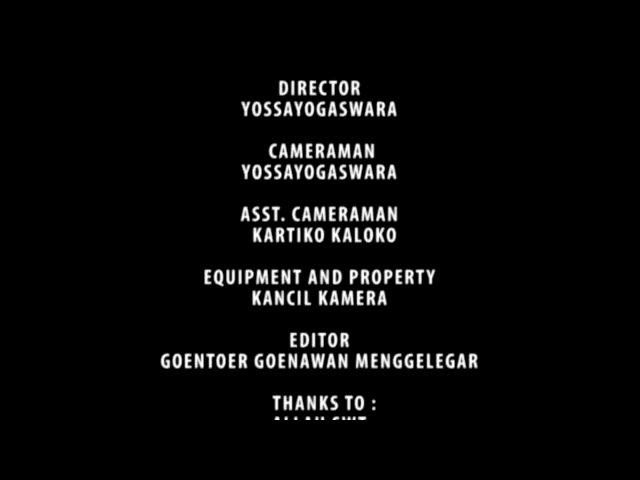 DIRECTOR
YOSSAYOGASWARA
CAMERAMAN
YOSSAYOGASWARA
ASST. CAMERAMAN
KARTIKO KALOKO
EQUIPMENT AND PROPERTY
KANCIL KAMERA
EDITOR
GOENTOER GOENAWAN MENGGELEGAR
THANKS TO :